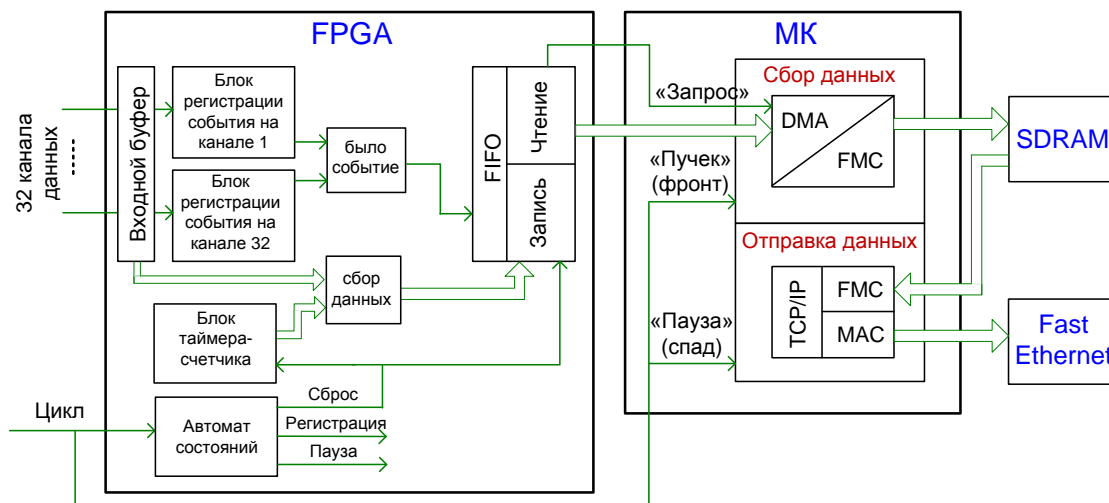 FPGA
МК
32 канала
данных
Входной буфер
Блок
регистрации
события на
канале 1
Блок
регистрации
события на
канале 32
было
событие
FIFO
Чтение
Запись
сбор
данных
Блок
таймера-
счетчика
Цикл
Автомат
состояний
Сброс
Регистрация
Пауза
«Запрос»
«Пучек»
(фронт)
«Пауза»
(спад)
Сбор данных
DMA
FMC
Отправка данных
TCP/IP
FMC
MAC
SDRAM
Fast
Ethernet